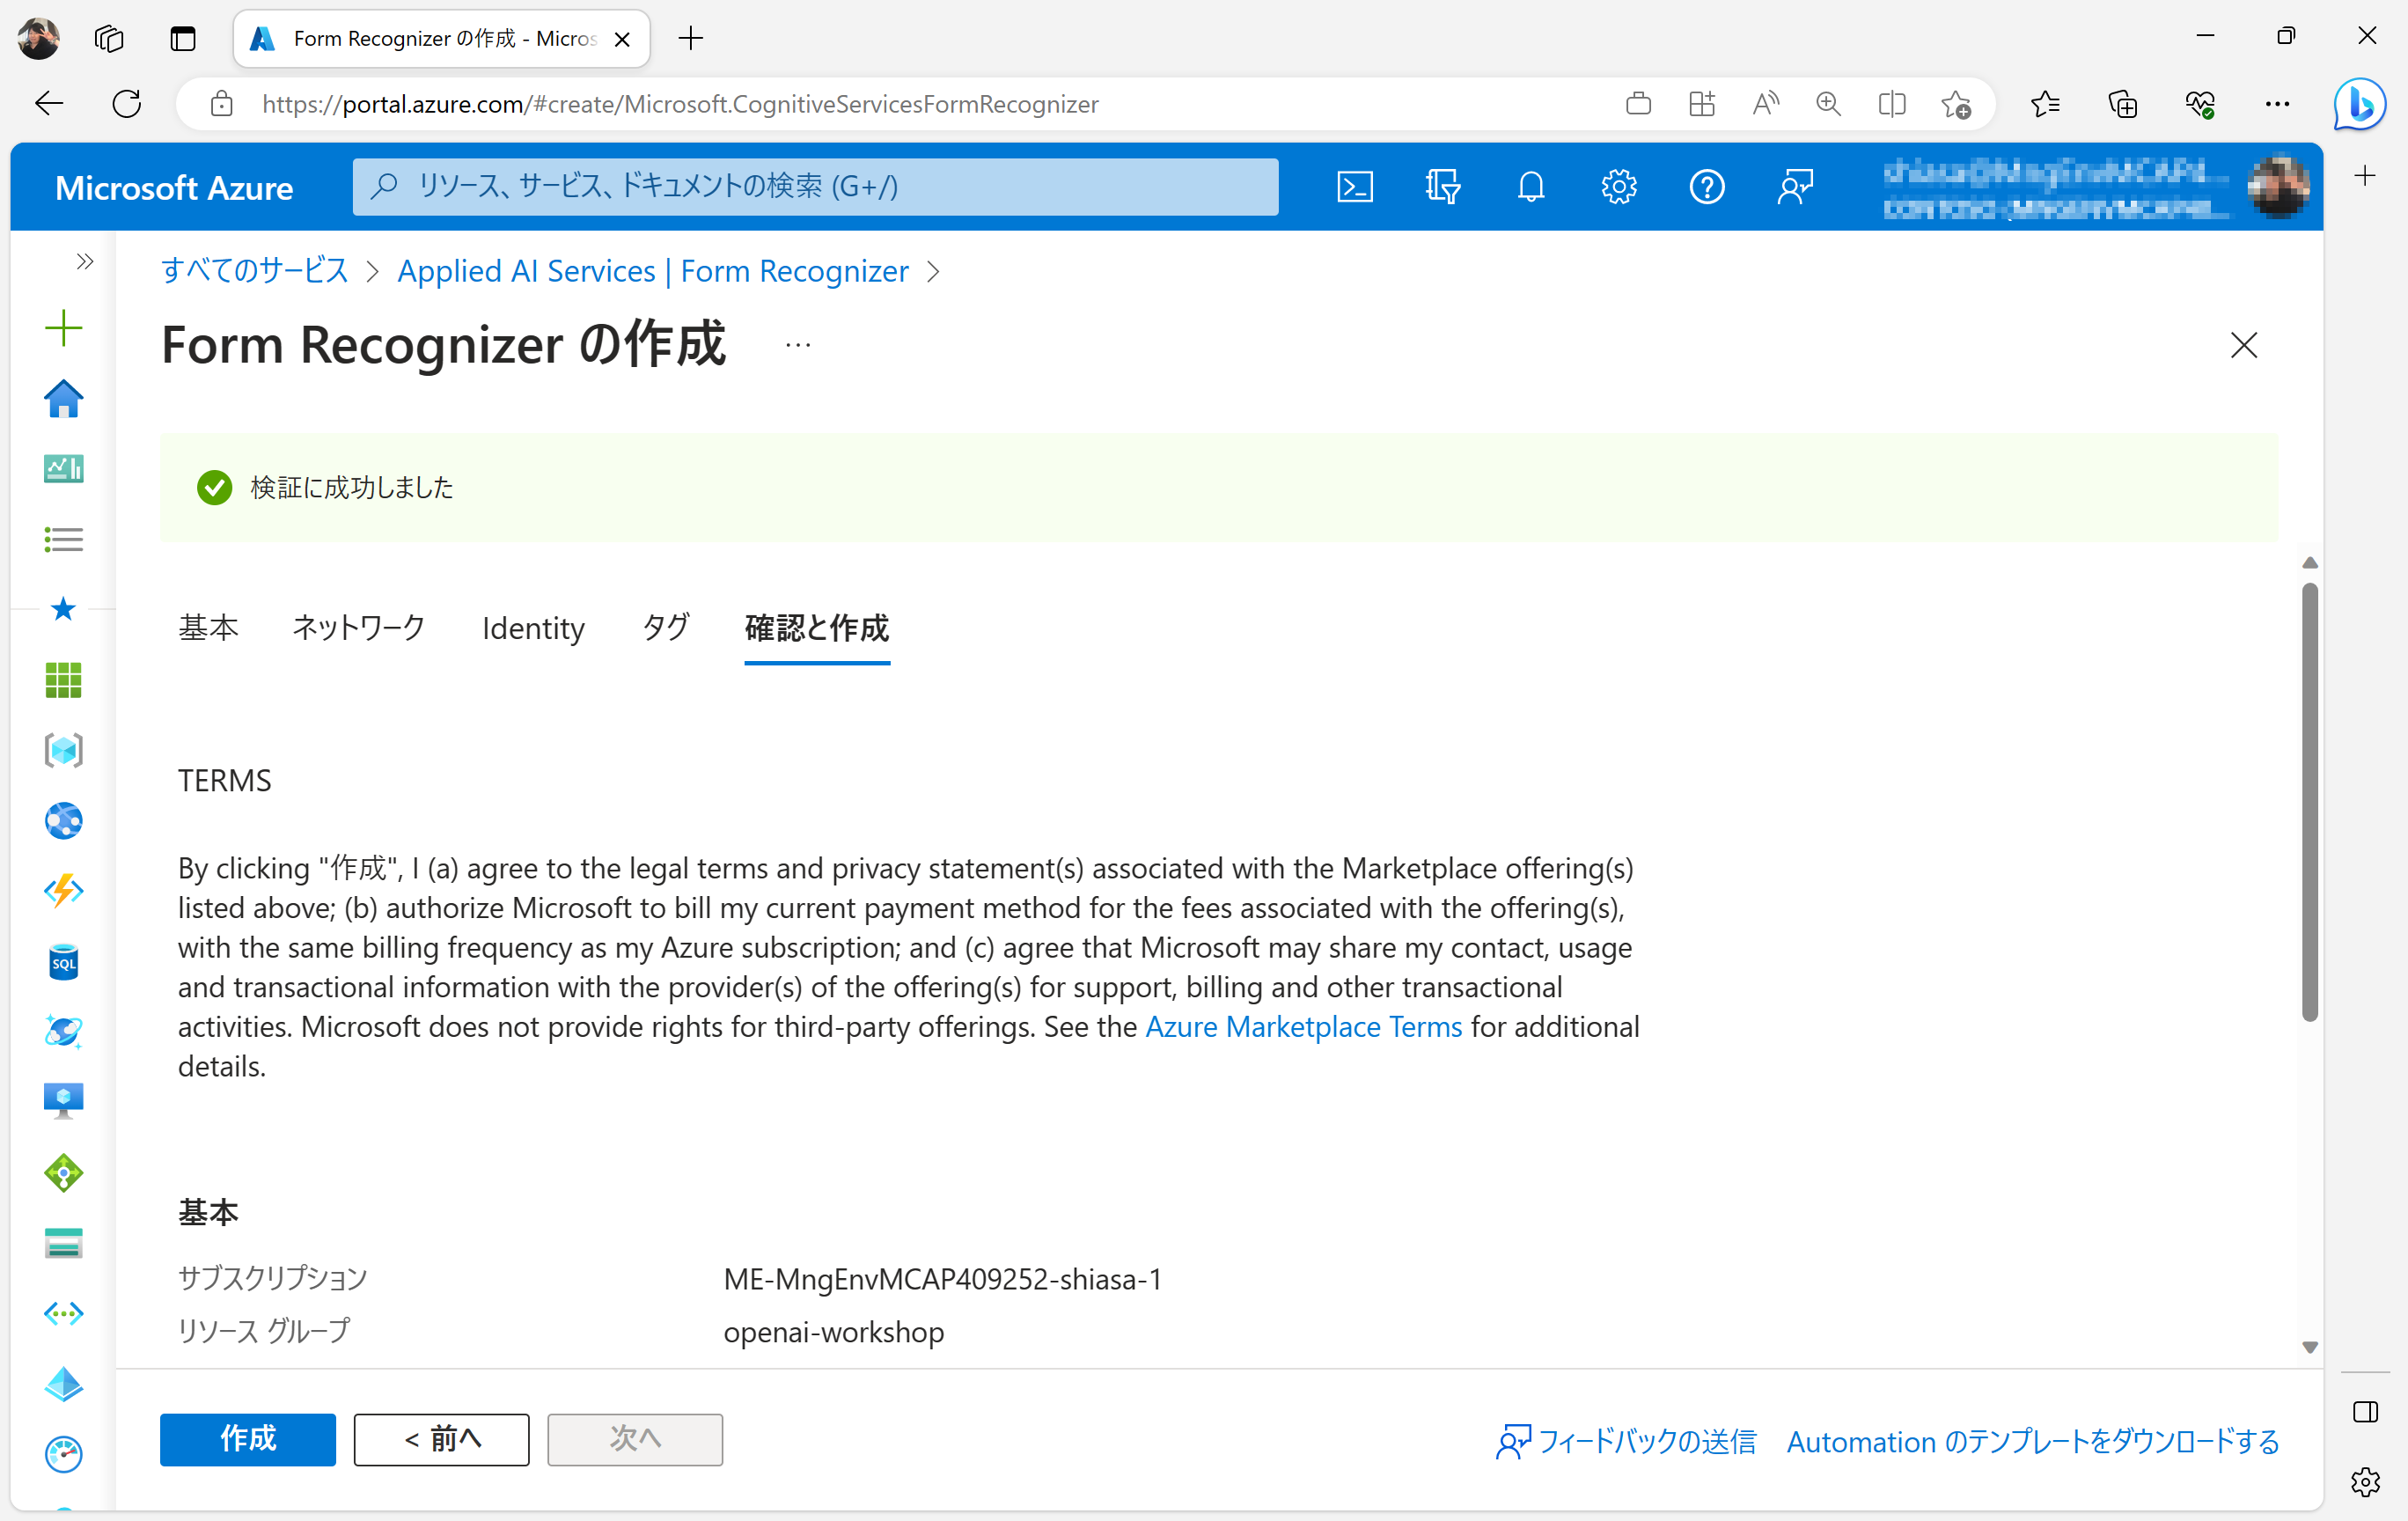 Form Recognizer の作成 - Micros
https://portal.azure.com/#create/Microsoft.CognitiveServicesFormRecognizer
Microsoft Azure
リソース、サービス、ドキュメントの検索 (G+/)
すべてのサービス > Applied AI Services | Form Recognizer >
Form Recognizer の作成 …
検証に成功しました
基本 ネットワーク Identity タグ 確認と作成
TERMS
By clicking "作成", I (a) agree to the legal terms and privacy statement(s) associated with the Marketplace offering(s)
listed above; (b) authorize Microsoft to bill my current payment method for the fees associated with the offering(s),
with the same billing frequency as my Azure subscription; and (c) agree that Microsoft may share my contact, usage
and transactional information with the provider(s) of the offering(s) for support, billing and other transactional
activities. Microsoft does not provide rights for third-party offerings. See the Azure Marketplace Terms for additional
details.
基本
サブスクリプション ME-MngEnvMCAP409252-shiasa-1
リソース グループ openai-workshop
作成 < 前へ 次へ フィードバックの送信 Automation のテンプレートをダウンロードする
SQL